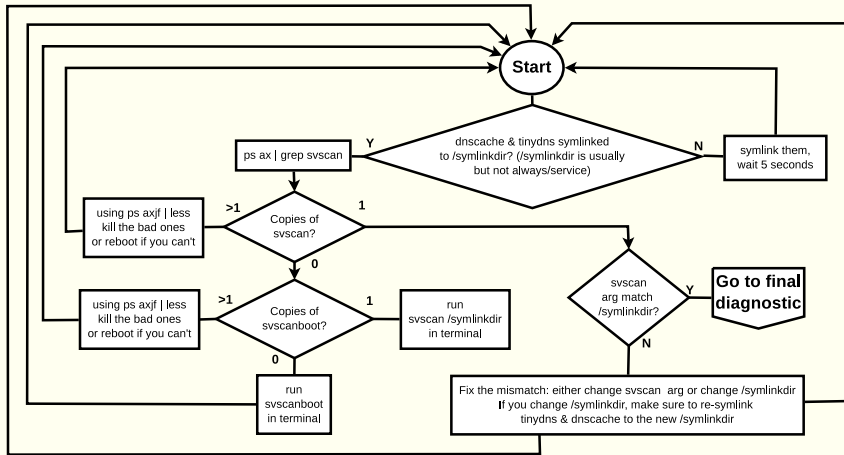 Start
dnscache & tinydns symlinked
to /symlinkdir? (/symlinkdir is usually
but not always/service)
Y
N
ps ax | grep svscan
symlink them,
wait 5 seconds
using ps axjf | less
kill the bad ones
or reboot if you can't
>1
Copies of
svscan?
1
0
using ps axjf | less
kill the bad ones
or reboot if you can't
>1
Copies of
svscanboot?
1
0
run
svscan /symlinkdir
in terminal
svscan
arg match
/symlinkdir?
Y
N
Go to final
diagnostic
run
svscanboot
in terminal
Fix the mismatch: either change svscan  arg or change /symlinkdir
If you change /symlinkdir, make sure to re-symlink
tinydns & dnscache to the new /symlinkdir